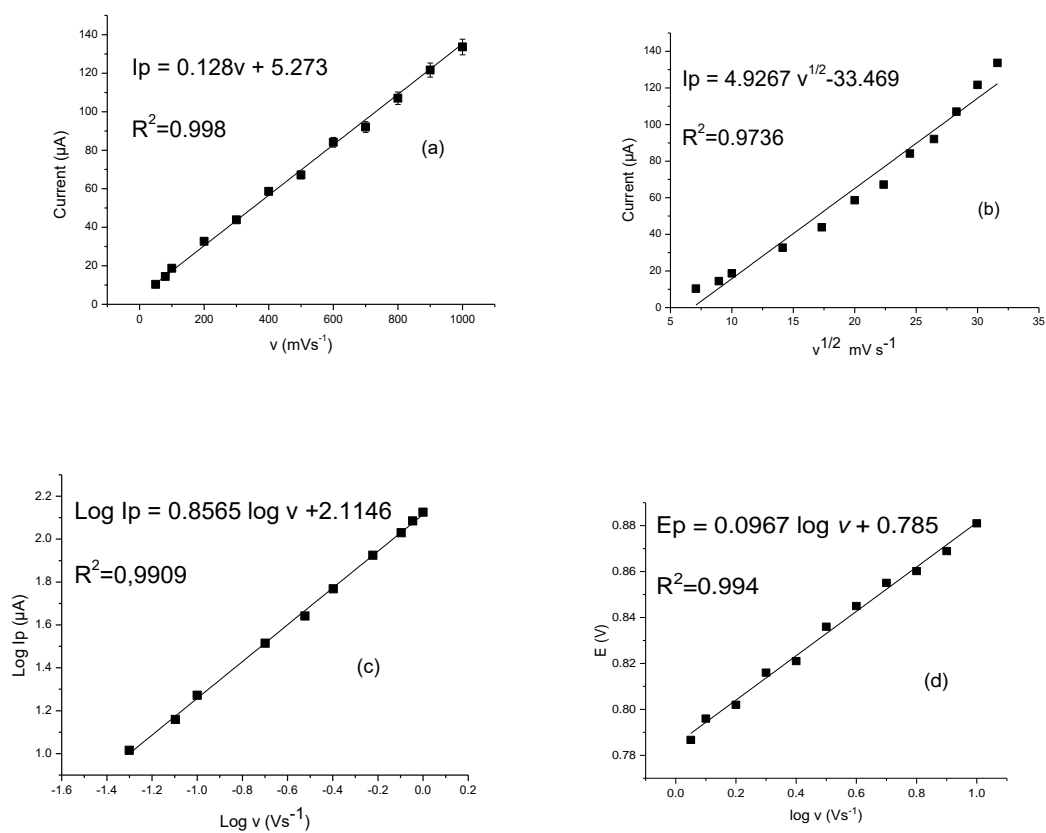 140
120
100
80
60
40
20
0
Current (µA)
Ip = 0.128v + 5.273
R²=0.998
(a)
0 200 400 600 800 1000
v (mVs⁻¹)
140
120
100
80
60
40
20
0
Current (µA)
Ip = 4.9267 v¹/²-33.469
R²=0.9736
(b)
5 10 15 20 25 30 35
v¹/² mV s⁻¹
2.2
2.0
1.8
1.6
1.4
1.2
1.0
Log Ip (µA)
Log Ip = 0.8565 log v +2.1146
R²=0,9909
(c)
-1.6 -1.4 -1.2 -1.0 -0.8 -0.6 -0.4 -0.2 0.0 0.2
Log v (Vs⁻¹)
0.88
0.86
0.84
0.82
0.80
0.78
E (V)
Ep = 0.0967 log v + 0.785
R²=0.994
(d)
0.0 0.2 0.4 0.6 0.8 1.0
log v (Vs⁻¹)